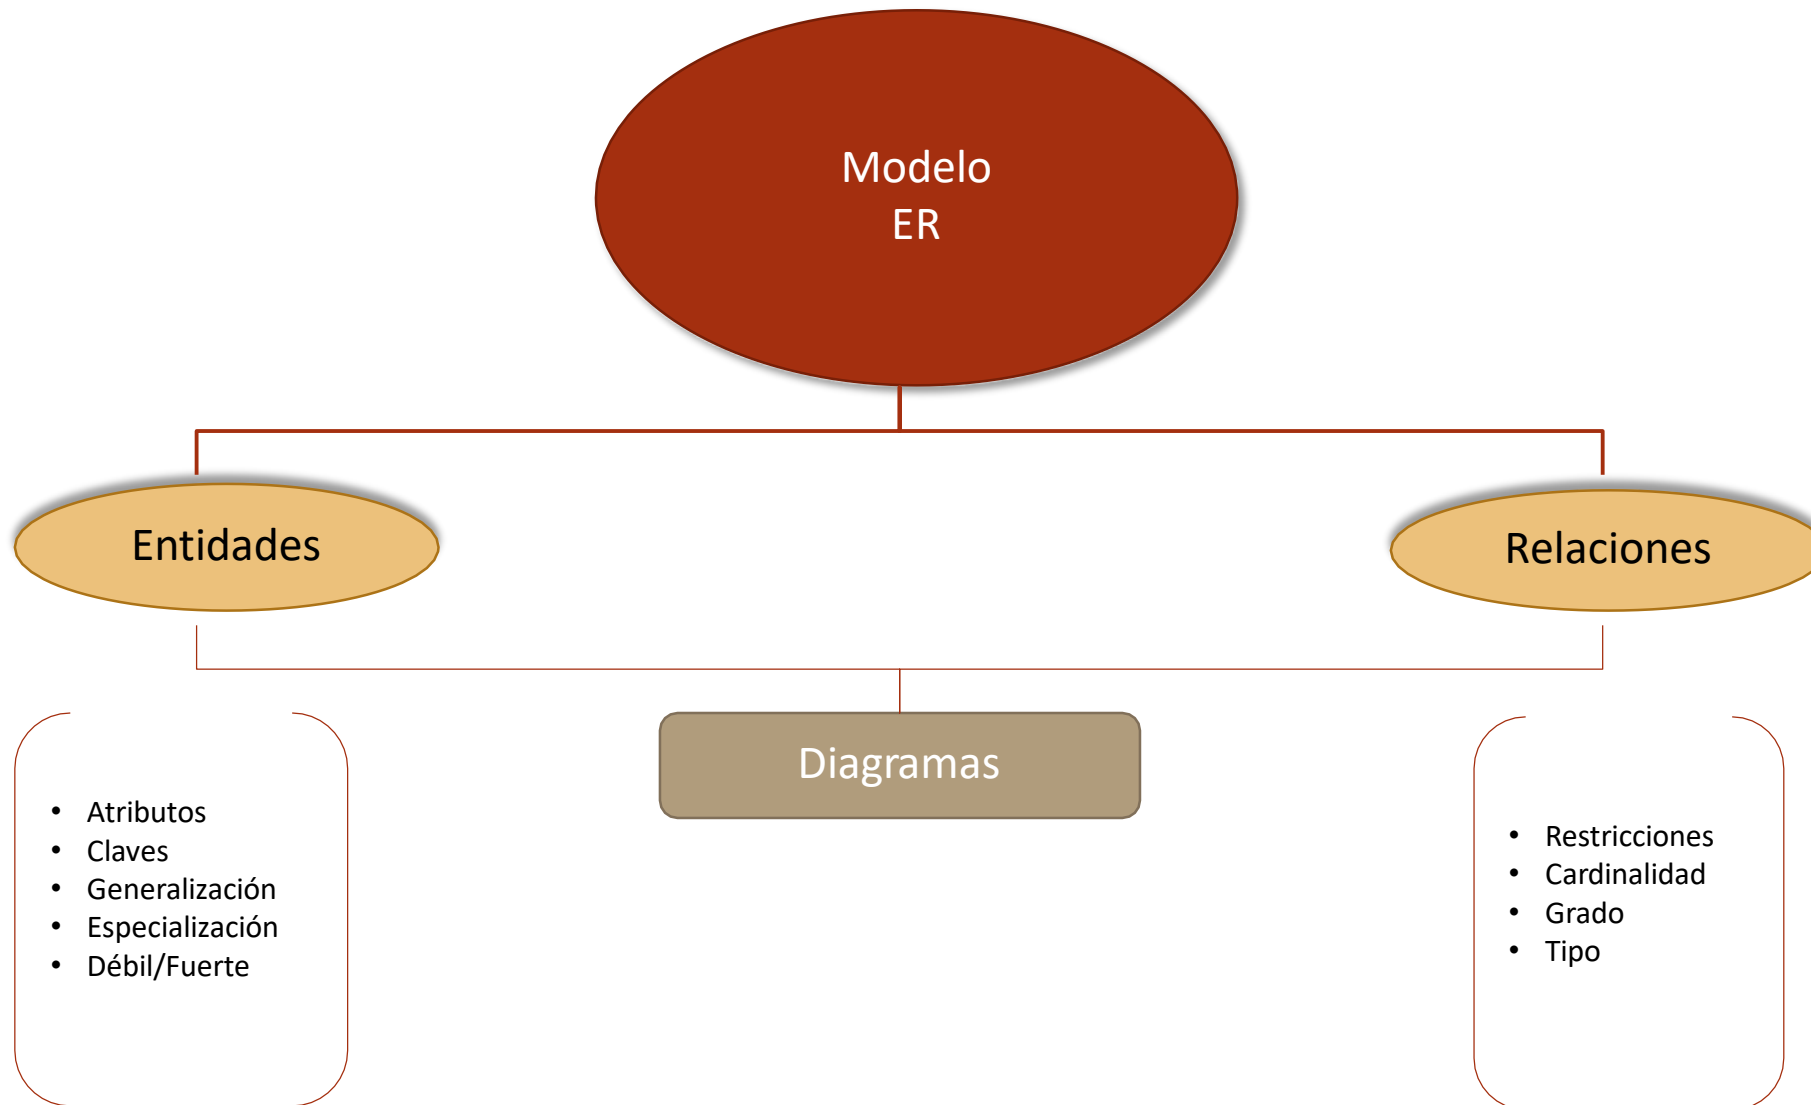 Modelo
ER
Entidades
Relaciones
Diagramas
• Atributos
• Claves
• Generalización
• Especialización
• Débil/Fuerte
• Restricciones
• Cardinalidad
• Grado
• Tipo